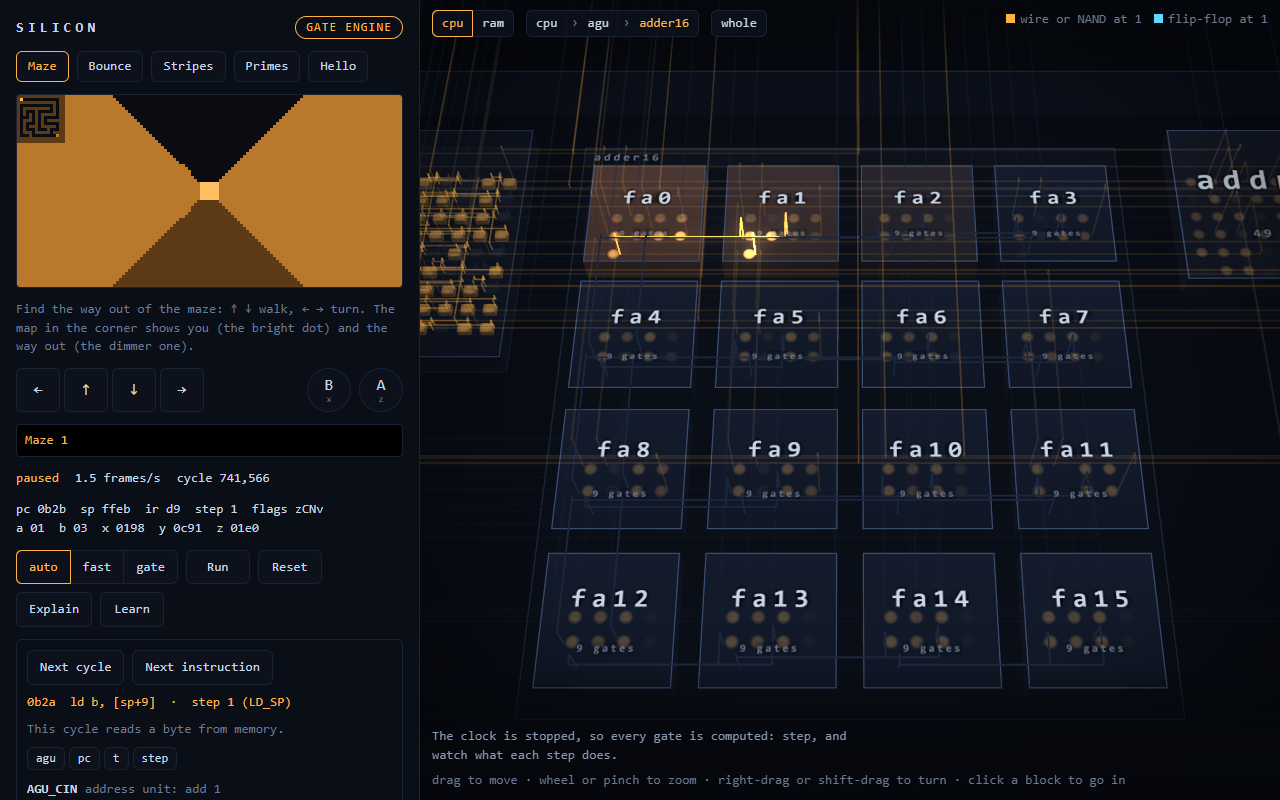 SILICON
GATE ENGINE
Maze
Bounce
Stripes
Primes
Hello
Find the way out of the maze: ↑ ↓ walk, ← → turn. The
map in the corner shows you (the bright dot) and the
way out (the dimmer one).
← ↑ ↓ →
B
x
A
z
Maze 1
paused 1.5 frames/s cycle 741,566
pc 0b2b sp ffeb ir d9 step 1 flags zCNv
a 01 b 03 x 0198 y 0c91 z 01e0
auto fast gate Run Reset
Explain Learn
Next cycle Next instruction
0b2a ld b, [sp+9] · step 1 (LD_SP)
This cycle reads a byte from memory.
agu pc t step
AGU_CIN address unit: add 1
cpu ram cpu › agu › adder16 whole
wire or NAND at 1 flip-flop at 1
adder16
fa0 fa1 fa2 fa3
9 gates 9 gates 9 gates 9 gates
fa4 fa5 fa6 fa7
9 gates 9 gates 9 gates 9 gates
fa8 fa9 fa10 fa11
9 gates 9 gates 9 gates 9 gates
fa12 fa13 fa14 fa15
9 gates 9 gates 9 gates 9 gates
The clock is stopped, so every gate is computed: step, and
watch what each step does.
drag to move · wheel or pinch to zoom · right-drag or shift-drag to turn · click a block to go in